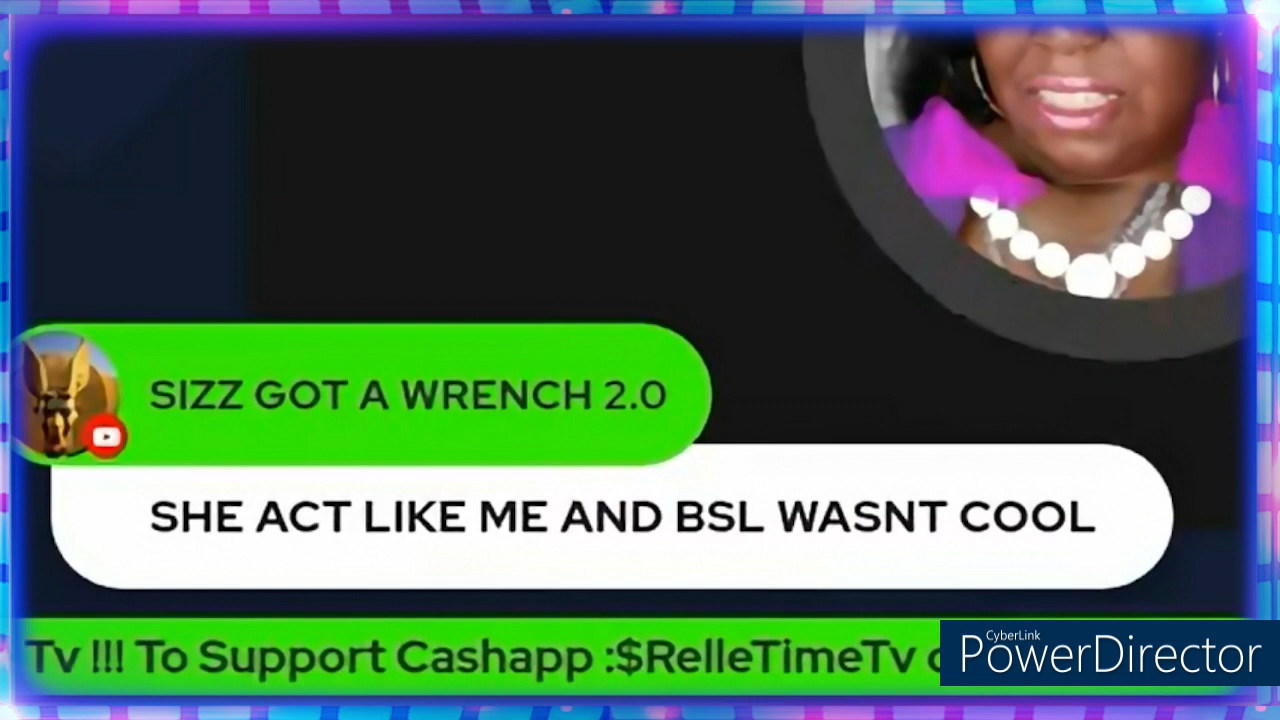 SIZZ GOT A WRENCH 2.0
SHE ACT LIKE ME AND BSL WASNT COOL
Tv !!! To Support Cashapp :$RelleTimeTv
CyberLink
PowerDirector